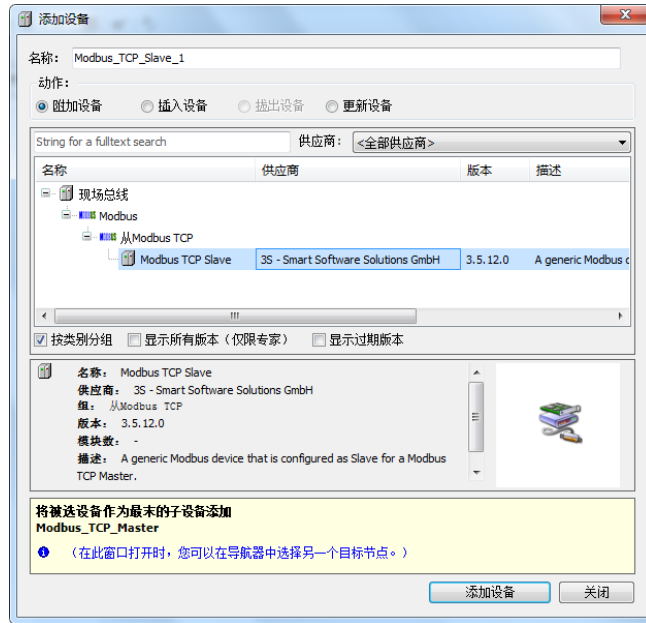 添加设备
名称： Modbus_TCP_Slave_1
动作：
附加设备 插入设备 拔出设备 更新设备
String for a fulltext search 供应商： <全部供应商>
名称 供应商 版本 描述
现场总线
Modbus
从Modbus TCP
Modbus TCP Slave 3S - Smart Software Solutions GmbH 3.5.12.0 A generic Modbus d
按类别分组 显示所有版本（仅限专家） 显示过期版本
名称： Modbus TCP Slave
供应商： 3S - Smart Software Solutions GmbH
组： 从Modbus TCP
版本： 3.5.12.0
模块数： -
描述： A generic Modbus device that is configured as Slave for a Modbus
TCP Master.
将被选设备作为最末的子设备添加
Modbus_TCP_Master
（在此窗口打开时，您可以在导航器中选择另一个目标节点。）
添加设备 关闭